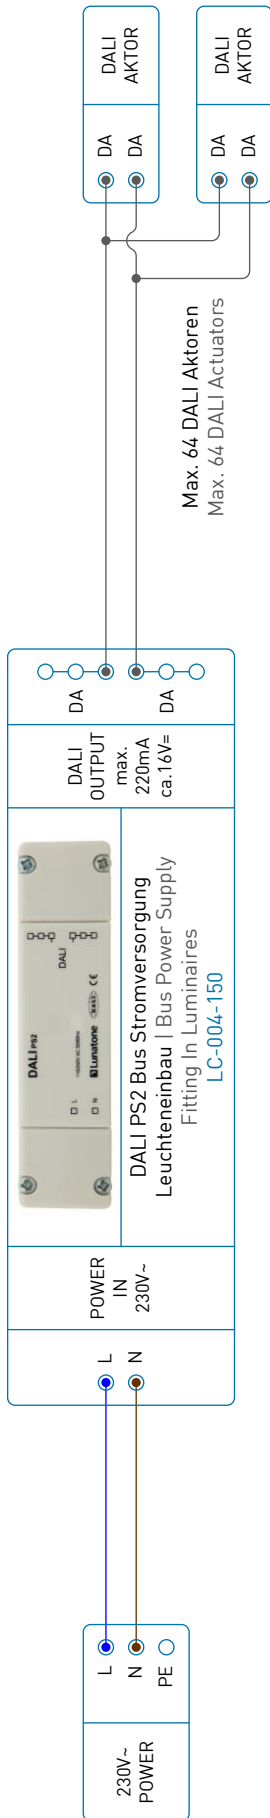 DALI
AKTOR
DA
DA
DALI
AKTOR
DA
DA
Max. 64 DALI Aktoren
Max. 64 DALI Actuators
DA
DA
DALI
OUTPUT
max.
220mA
ca.16V=
DALI PS2
DALI
L
N
Lunatone
DALI
CE
DALI PS2 Bus Stromversorgung
Leuchteneinbau | Bus Power Supply
Fitting In Luminaires
LC-004-150
POWER
IN
230V~
L
N
L
N
PE
230V~
POWER